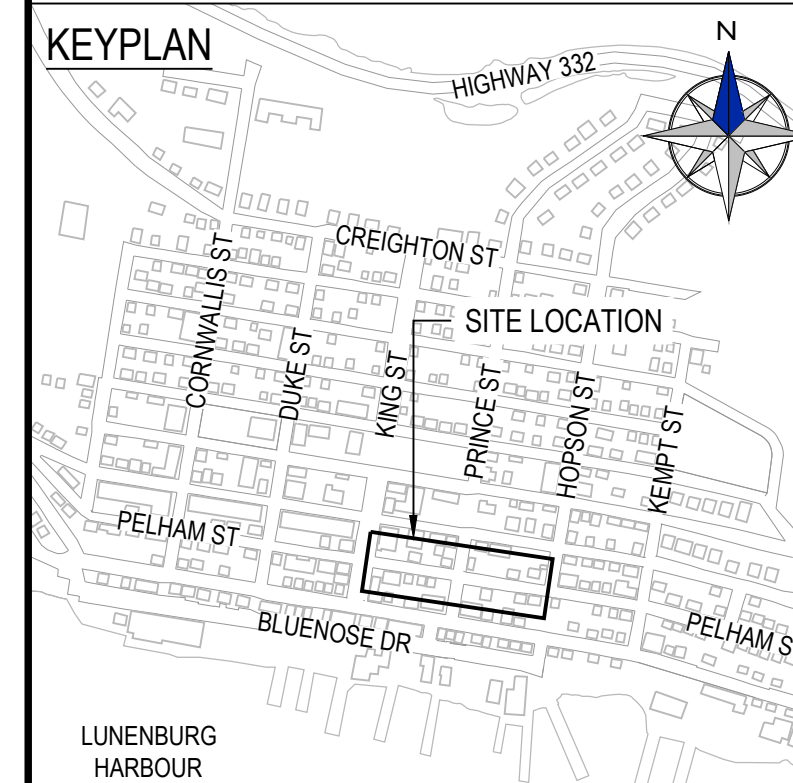 KEYPLAN
N
HIGHWAY 332
CREIGHTON ST
CORNWALLIS ST
SITE LOCATION
DUKE ST
KING ST
PRINCE ST
HOPSON ST
KEMPT ST
PELHAM ST
BLUENOSE DR
PELHAM S
LUNENBURG
HARBOUR